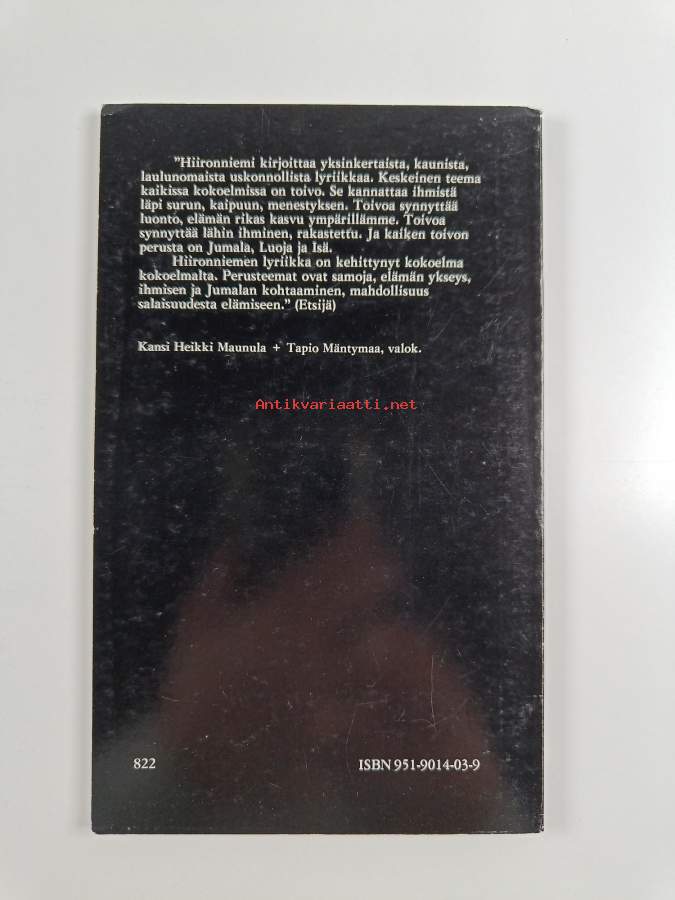 "Hiironniemi kirjoittaa yksinkertaista, kaunista,
laulunomaista uskonnollista lyriikkaa. Keskeinen teema
kaikissa kokoelmissa on toivo. Se kannattaa ihmistä
läpi surun, kaipuun, menestyksen. Toivoa synnyttää
luonto, elämän rikas kasvu ympärillämme. Toivoa
synnyttää lähin ihminen, rakastettu. Ja kaiken toivon
perusta on Jumala, Luoja ja Isä.
Hiironniemen lyriikka on kehittynyt kokoelma
kokoelmalta. Perusteemat ovat samoja, elämän ykseys,
ihmisen ja Jumalan kohtaaminen, mahdollisuus
salaisuudesta elämiseen." (Etsijä)
Kansi Heikki Maunula + Tapio Mäntymaa, valok.
Antikvariaatti.net
822 ISBN 951-9014-03-9